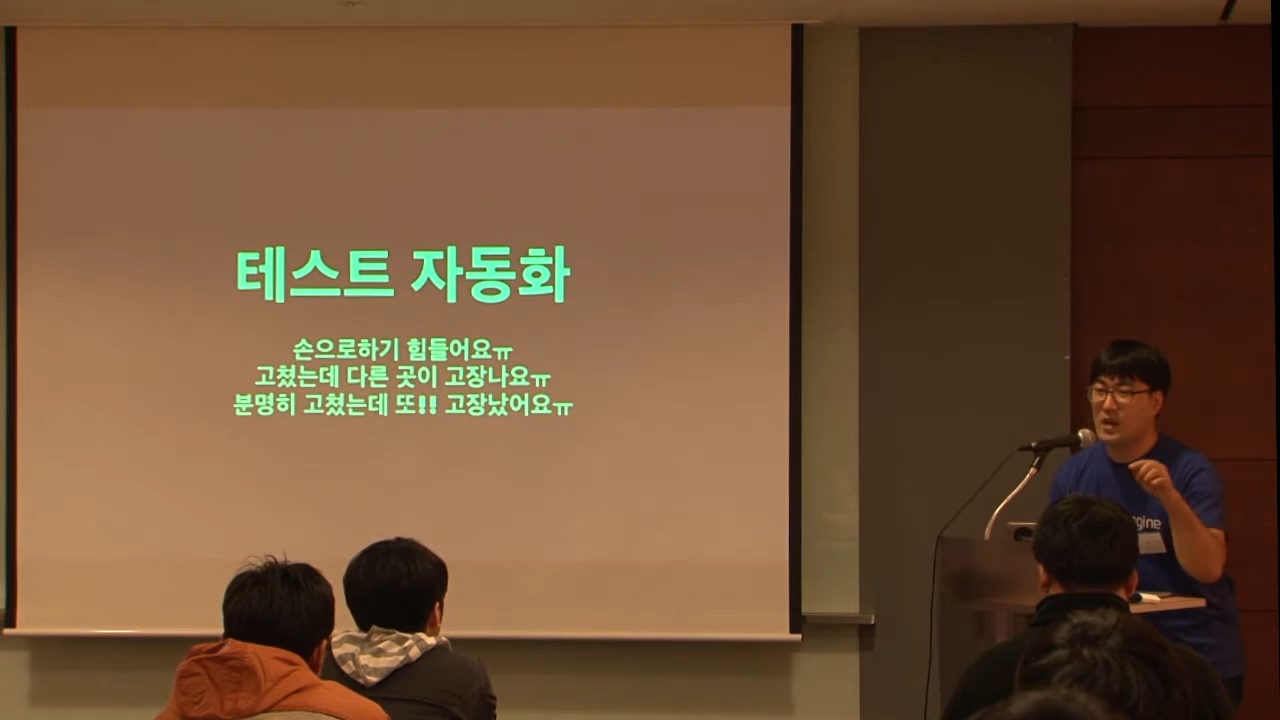 테스트 자동화
손으로하기 힘들어요ㅠ
고쳤는데 다른 곳이 고장나요ㅠ
분명히 고쳤는데 또!! 고장났어요ㅠ
gine